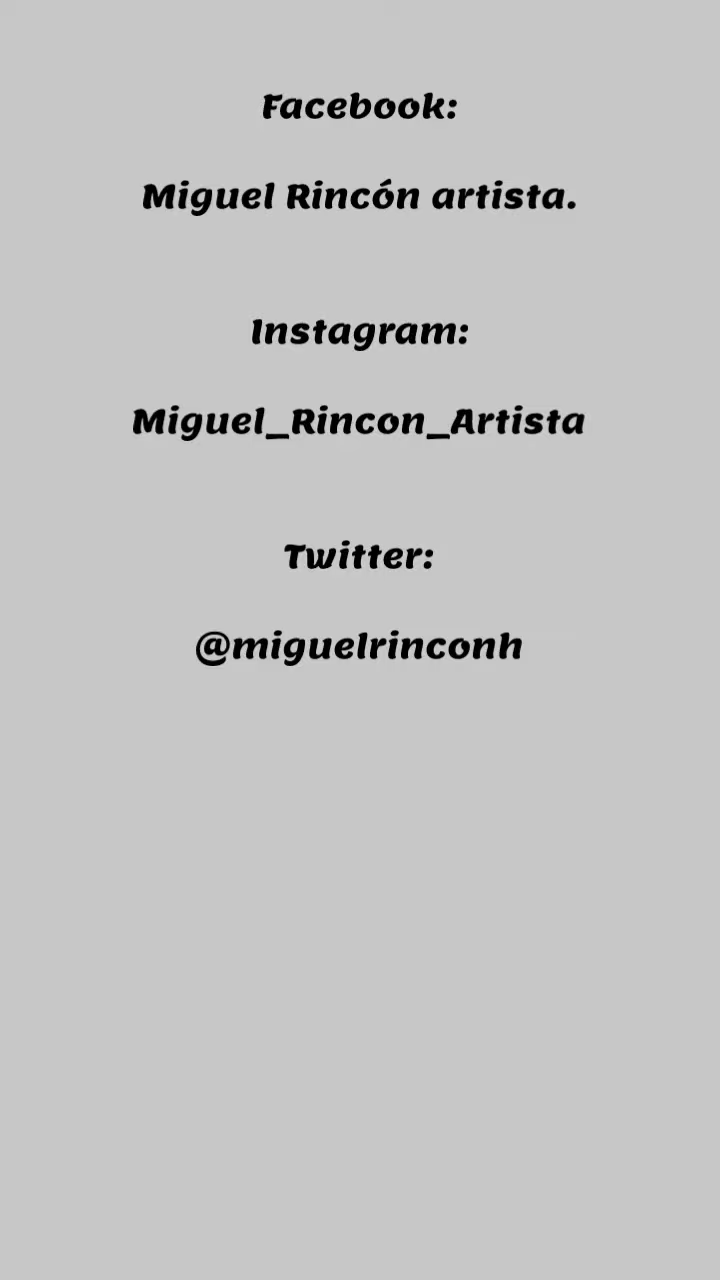 Facebook:
Miguel Rincón artista.
Instagram:
Miguel_Rincon_Artista
Twitter:
@miguelrinconh